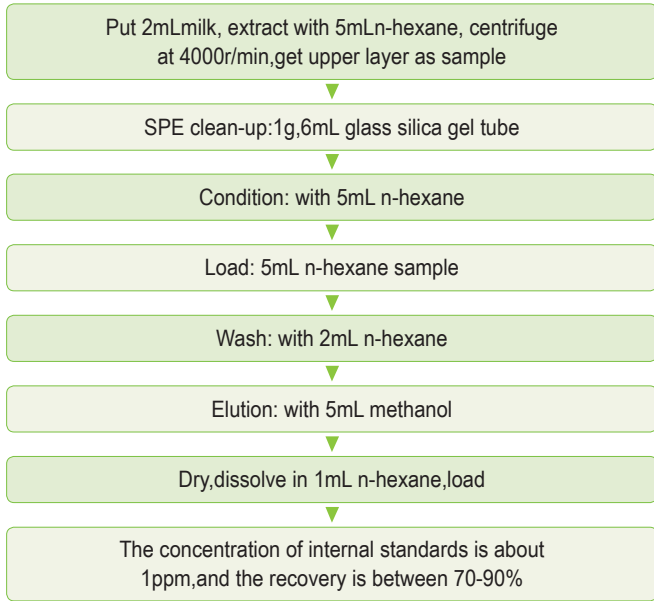 Put 2mLmilk, extract with 5mLn-hexane, centrifuge
at 4000r/min,get upper layer as sample
SPE clean-up:1g,6mL glass silica gel tube
Condition: with 5mL n-hexane
Load: 5mL n-hexane sample
Wash: with 2mL n-hexane
Elution: with 5mL methanol
Dry,dissolve in 1mL n-hexane,load
The concentration of internal standards is about
1ppm,and the recovery is between 70-90%